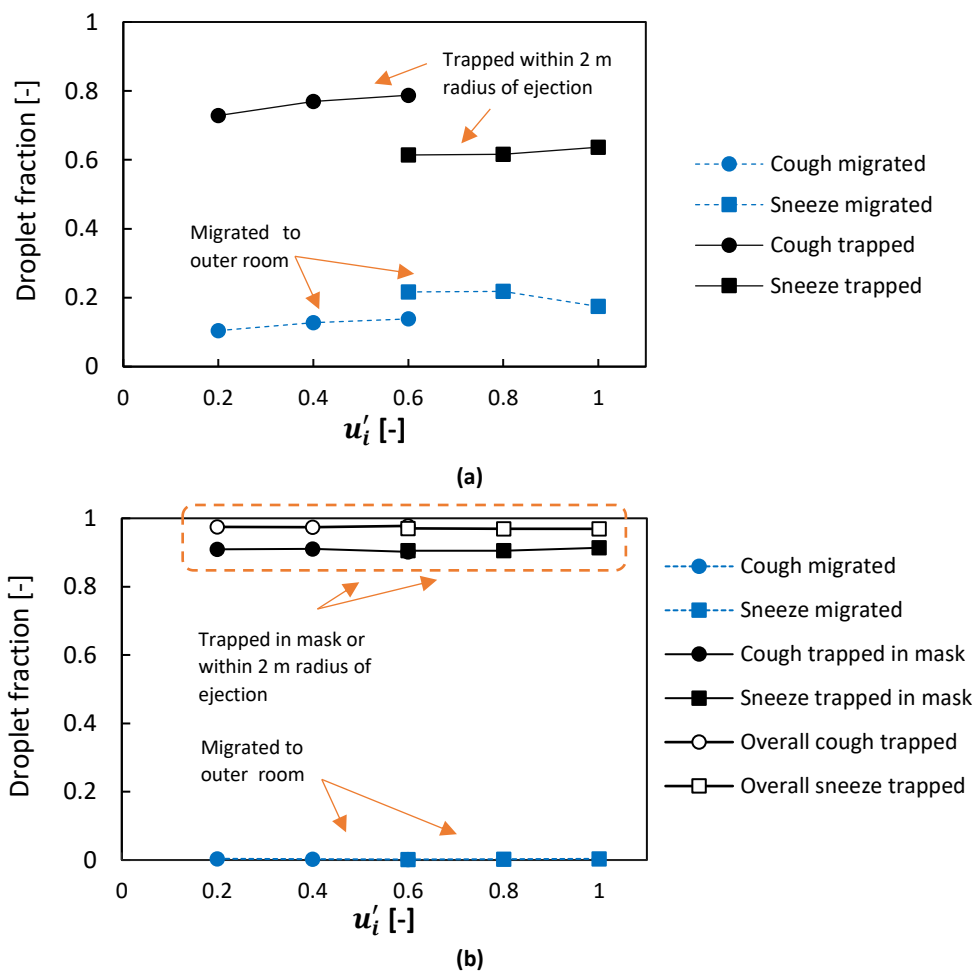 1
0.8
0.6
0.4
0.2
0
Droplet fraction [-]
Trapped within 2 m
radius of ejection
Migrated to
outer room
0
0.2
0.4
0.6
0.8
1
u′ᵢ [-]
Cough migrated
Sneeze migrated
Cough trapped
Sneeze trapped
(a)
1
0.8
0.6
0.4
0.2
0
Droplet fraction [-]
Trapped in mask or
within 2 m radius of
ejection
Migrated to
outer room
0
0.2
0.4
0.6
0.8
1
u′ᵢ [-]
Cough migrated
Sneeze migrated
Cough trapped in mask
Sneeze trapped in mask
Overall cough trapped
Overall sneeze trapped
(b)